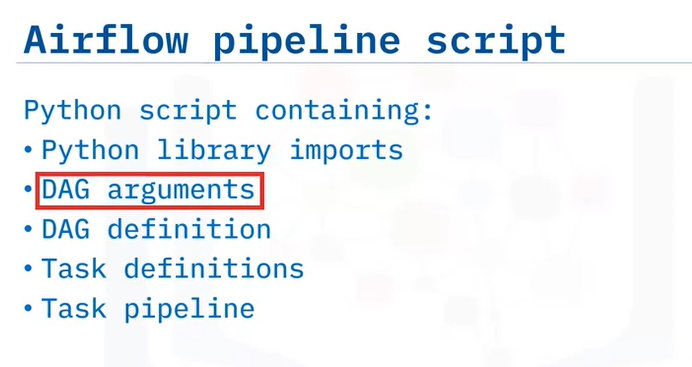 Airflow pipeline script
Python script containing:
• Python library imports
• DAG arguments
• DAG definition
• Task definitions
• Task pipeline